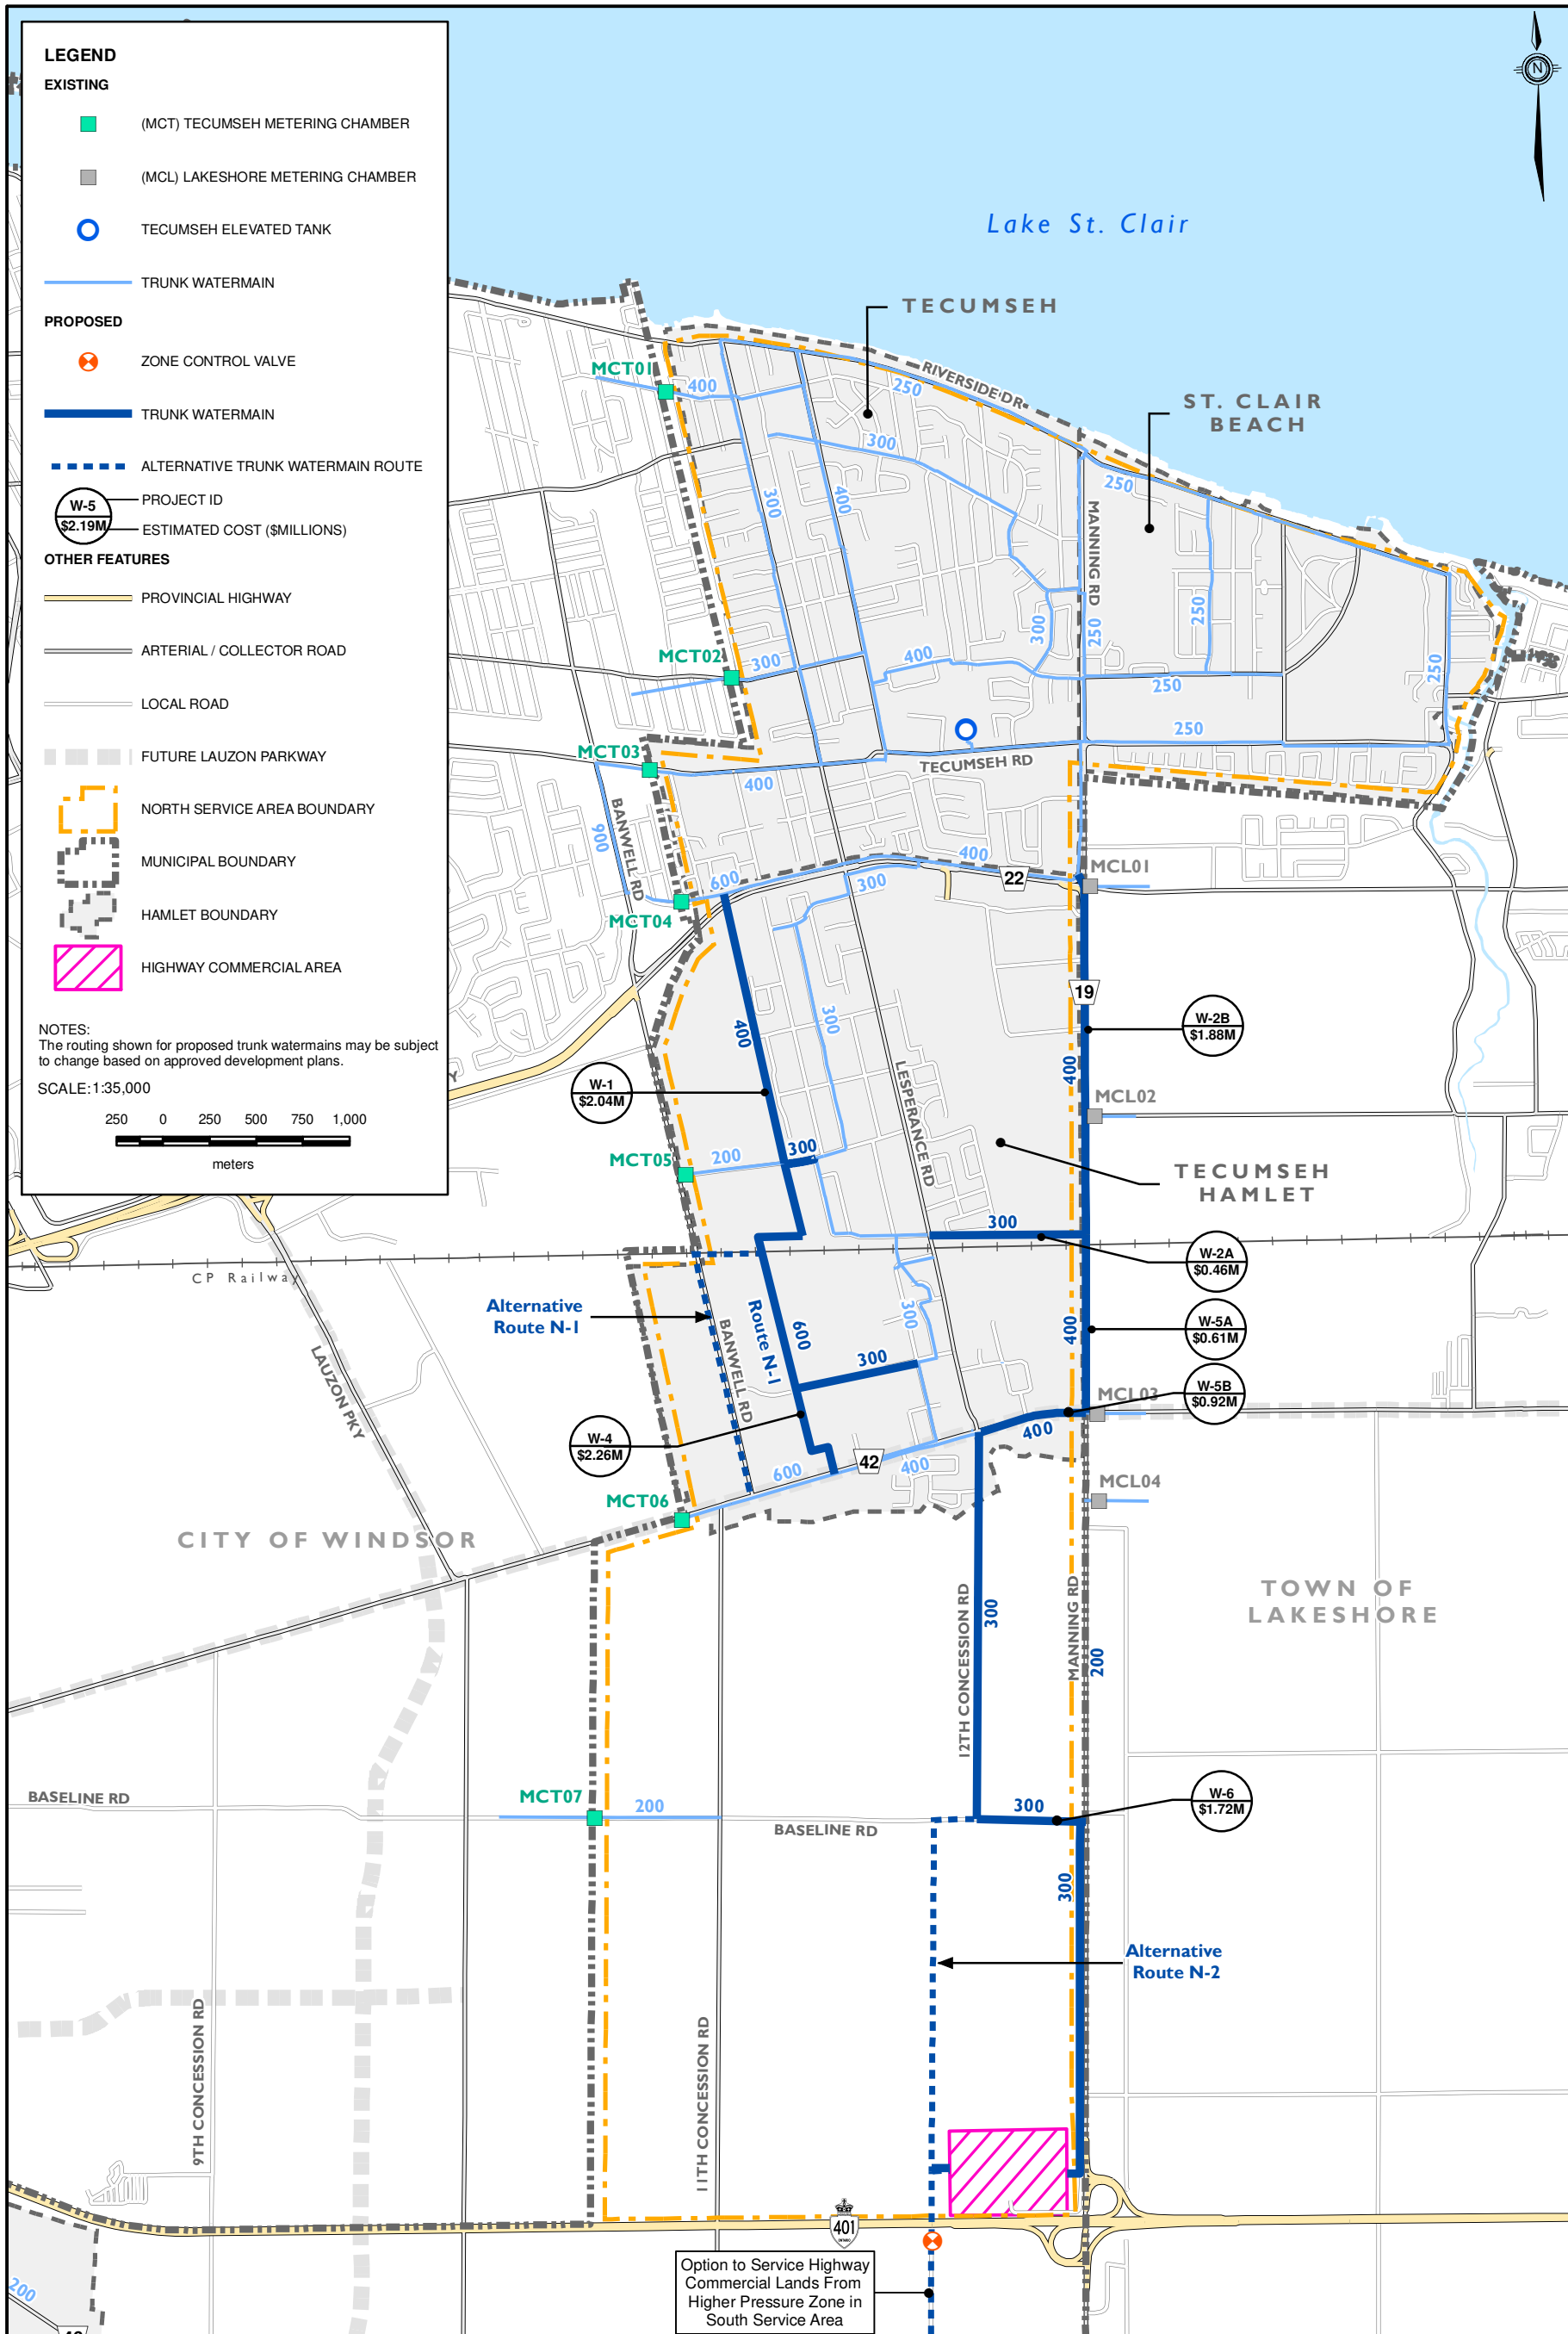 LEGEND
EXISTING
(MCT) TECUMSEH METERING CHAMBER
(MCL) LAKESHORE METERING CHAMBER
TECUMSEH ELEVATED TANK
TRUNK WATERMAIN
PROPOSED
ZONE CONTROL VALVE
TRUNK WATERMAIN
ALTERNATIVE TRUNK WATERMAIN ROUTE
W-5
$2.19M
PROJECT ID
ESTIMATED COST ($MILLIONS)
OTHER FEATURES
PROVINCIAL HIGHWAY
ARTERIAL / COLLECTOR ROAD
LOCAL ROAD
FUTURE LAUZON PARKWAY
NORTH SERVICE AREA BOUNDARY
MUNICIPAL BOUNDARY
HAMLET BOUNDARY
HIGHWAY COMMERCIAL AREA
NOTES:
The routing shown for proposed trunk watermains may be subject
to change based on approved development plans.
SCALE: 1:35,000
250 0 250 500 750 1,000
meters
N
Lake St. Clair
TECUMSEH
ST. CLAIR
BEACH
MCT01
400
250
RIVERSIDE DR
300
250
300
400
MANNING RD
250
300
250
250
MCT02
300
400
250
250
MCT03
400
TECUMSEH RD
900
BANWELL RD
MCT04
600
300
400
22
MCL01
19
W-2B
$1.88M
400
300
400
W-1
$2.04M
LESPERANCE RD
MCL02
MCT05
200
300
TECUMSEH
HAMLET
300
W-2A
$0.46M
CP Railway
Alternative
Route N-1
Route N-1
600
300
BANWELL RD
300
400
W-5A
$0.61M
W-5B
$0.92M
MCL03
LAUZON PKY
W-4
$2.26M
42
400
400
600
MCT06
MCL04
CITY OF WINDSOR
TOWN OF
LAKESHORE
12TH CONCESSION RD
300
MANNING RD
200
BASELINE RD
MCT07
200
BASELINE RD
300
W-6
$1.72M
300
Alternative
Route N-2
9TH CONCESSION RD
11TH CONCESSION RD
401
Option to Service Highway
Commercial Lands From
Higher Pressure Zone in
South Service Area
200